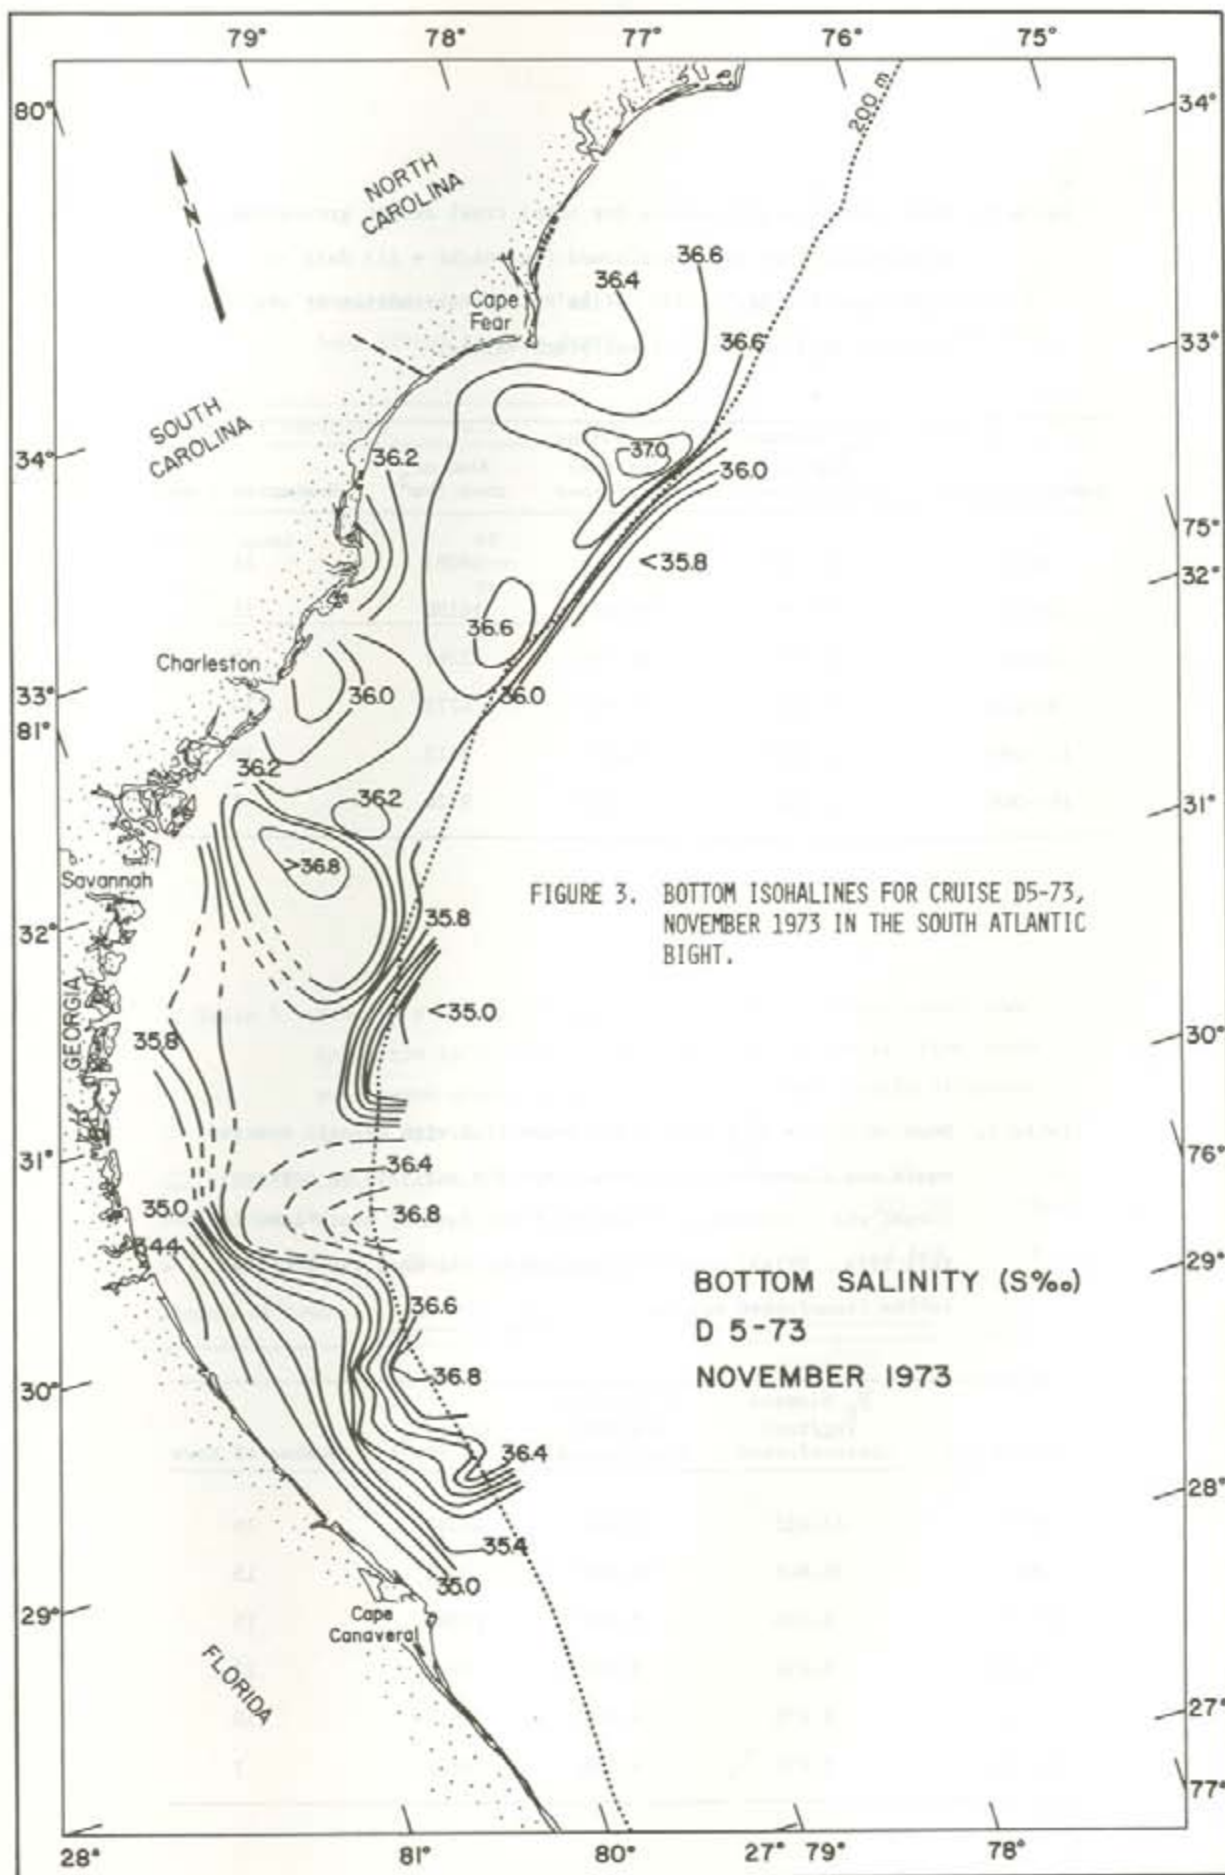 79° 78° 77° 76° 75°
80°
34°
200 m
N
NORTH
CAROLINA
36.6
36.4
Cape
Fear
36.6
33°
SOUTH
CAROLINA
34°
36.2
37.0
36.0
75°
<35.8
32°
36.6
Charleston
33°
36.0
36.0
81°
36.2
36.2
31°
>36.8
Savannah
FIGURE 3. BOTTOM ISOHALINES FOR CRUISE D5-73,
NOVEMBER 1973 IN THE SOUTH ATLANTIC
BIGHT.
32°
35.8
GEORGIA
<35.0
35.8
30°
31°
36.4
76°
35.0
36.8
34.4
29°
BOTTOM SALINITY (S‰)
36.6
D 5-73
36.8
NOVEMBER 1973
30°
36.4
28°
35.4
35.0
29°
Cape
Canaveral
FLORIDA
27°
77°
28° 81° 80° 27° 79° 78°